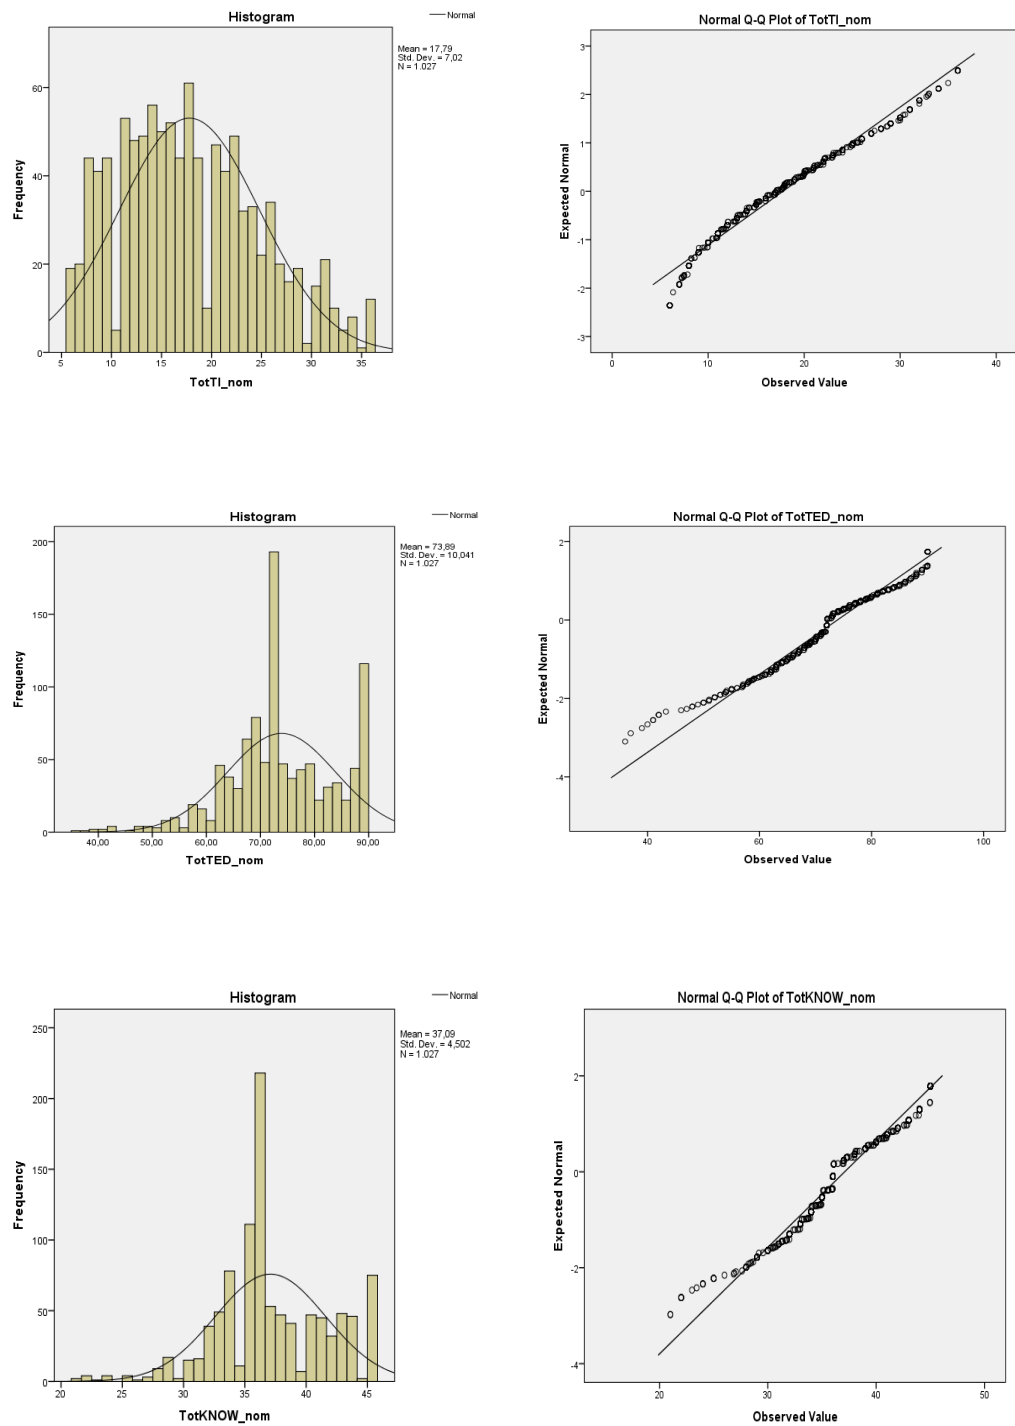 Histogram
Normal
Mean = 17,79
Std. Dev. = 7,02
N = 1.027
60
40
20
0
Frequency
5 10 15 20 25 30 35
TotTI_nom
Normal Q-Q Plot of TotTI_nom
3
2
1
0
-1
-2
-3
Expected Normal
0 10 20 30 40
Observed Value
Histogram
Normal
Mean = 73,89
Std. Dev. = 10,041
N = 1.027
200
150
100
50
0
Frequency
40,00 50,00 60,00 70,00 80,00 90,00
TotTED_nom
Normal Q-Q Plot of TotTED_nom
2
0
-2
-4
Expected Normal
40 60 80 100
Observed Value
Histogram
Normal
Mean = 37,09
Std. Dev. = 4,502
N = 1.027
250
200
150
100
50
0
Frequency
20 25 30 35 40 45
TotKNOW_nom
Normal Q-Q Plot of TotKNOW_nom
2
0
-2
-4
Expected Normal
20 30 40 50
Observed Value